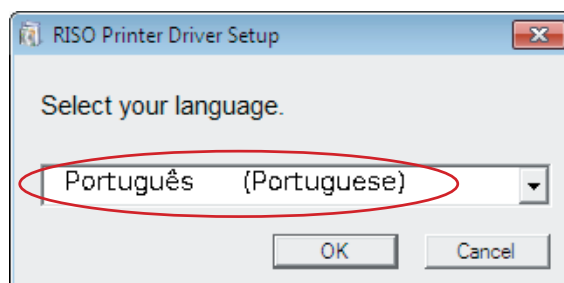 RISO Printer Driver Setup
Select your language.
Português (Portuguese)
OK Cancel